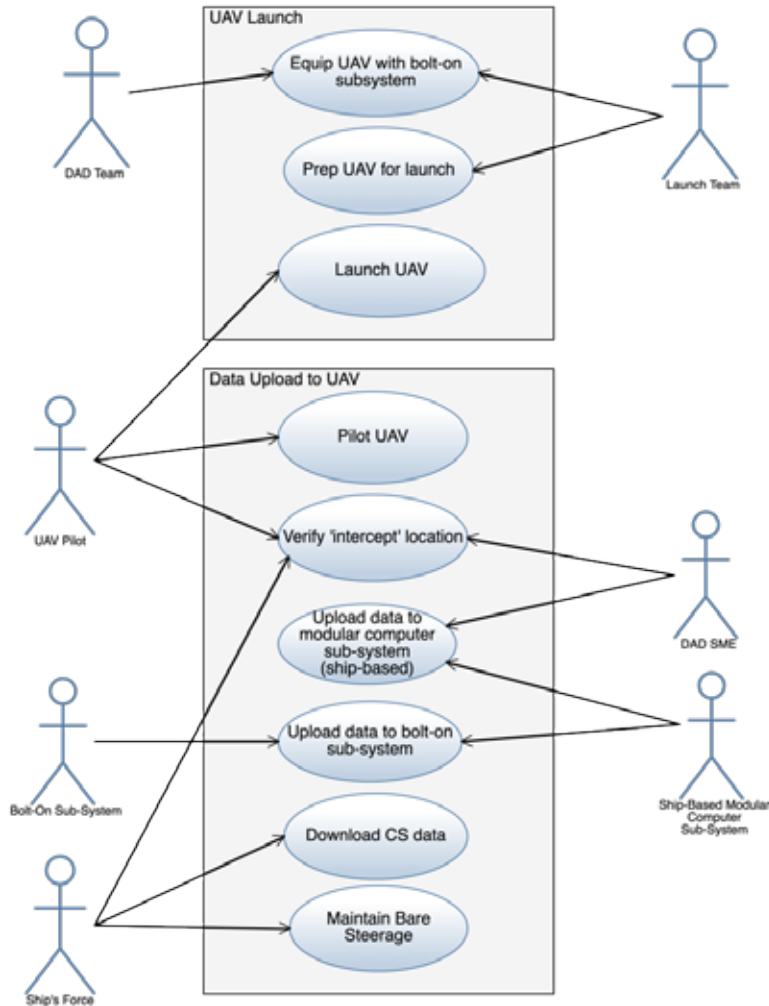 UAV Launch
Equip UAV with bolt-on
subsystem
DAD Team
Launch Team
Prep UAV for launch
Launch UAV
Data Upload to UAV
Pilot UAV
UAV Pilot
Verify 'intercept' location
Upload data to
modular computer
sub-system
(ship-based)
DAD SME
Bolt-On Sub-System
Upload data to bolt-on
sub-system
Ship-Based Modular
Computer
Sub-System
Download CS data
Maintain Bare
Steerage
Ship's Force